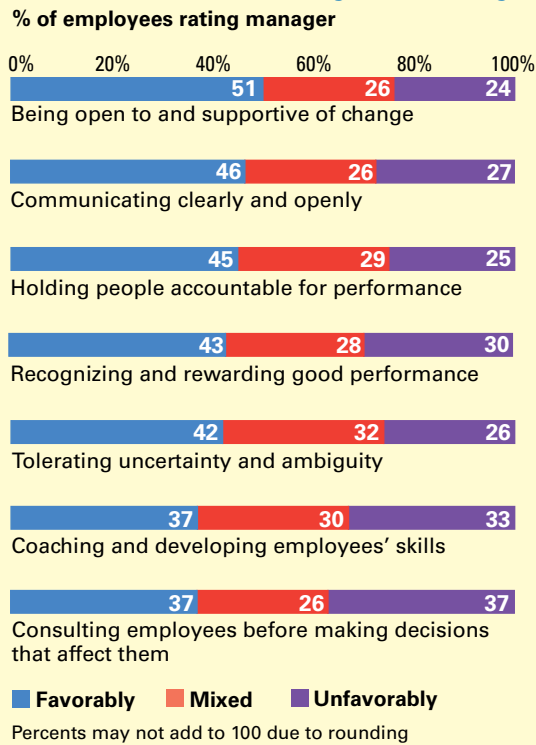 % of employees rating manager
0% 20% 40% 60% 80% 100%
51 26 24
Being open to and supportive of change
46 26 27
Communicating clearly and openly
45 29 25
Holding people accountable for performance
43 28 30
Recognizing and rewarding good performance
42 32 26
Tolerating uncertainty and ambiguity
37 30 33
Coaching and developing employees’ skills
37 26 37
Consulting employees before making decisions
that affect them
Favorably Mixed Unfavorably
Percents may not add to 100 due to rounding